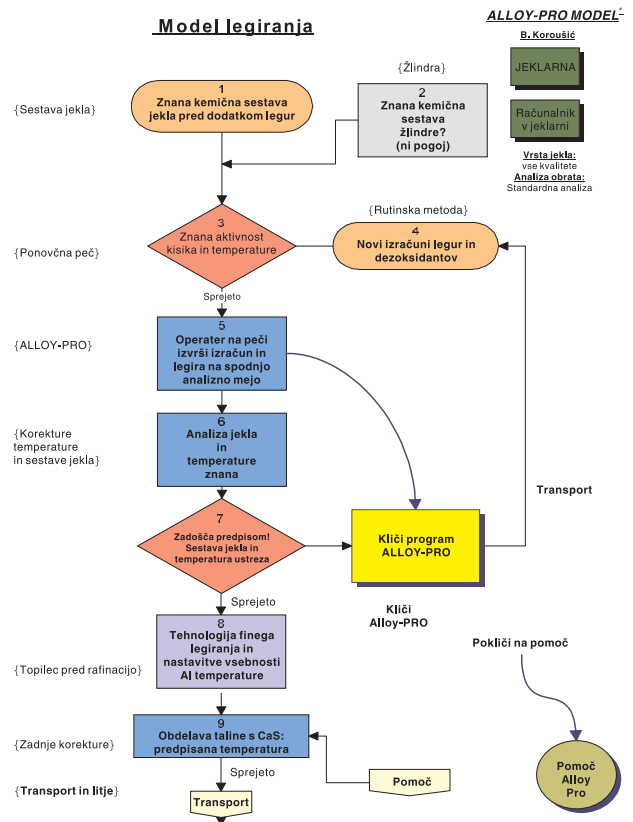 Model legiranja
ALLOY-PRO MODEL
B. Koroušić
JEKLARNA
Računalnik
v jeklarni
Vrsta jekla:
vse kvalitete
Analiza obrata:
Standardna analiza
{Sestava jekla}
1
Znana kemična sestava
jekla pred dodatkom legur
{Žlindra}
2
Znana kemična
sestava
žlindre?
(ni pogoj)
{Ponovčna peč}
3
Znana aktivnost
kisika in temperature
{Rutinska metoda}
4
Novi izračuni legur in
dezoksidantov
Sprejeto
{ALLOY-PRO}
5
Operater na peči
izvrši izračun in
legira na spodnjo
analizno mejo
{Korekture
temperature
in sestave jekla}
6
Analiza jekla
in
temperature
znana
Transport
7
Zadošča predpisom!
Sestava jekla in
temperatura ustreza
Kliči program
ALLOY-PRO
Sprejeto
Kliči
Alloy-PRO
{Topilec pred rafinacijo}
8
Tehnologija finega
legiranja in
nastavitve vsebnosti
Al temperature
Pokliči na pomoč
{Zadnje korekture}
9
Obdelava taline s CaS:
predpisana temperatura
Sprejeto
Pomoč
Pomoč
Alloy
Pro
{Transport in litje}
Transport